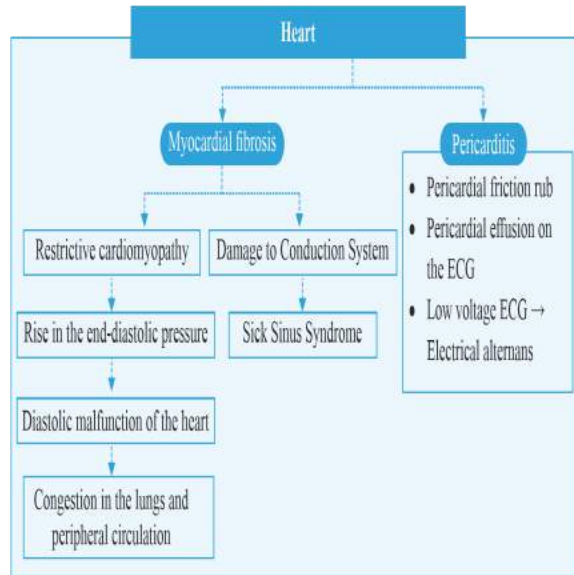 Heart
Myocardial fibrosis
Pericarditis
• Pericardial friction rub
• Pericardial effusion on
the ECG
• Low voltage ECG →
Electrical alternans
Restrictive cardiomyopathy
Damage to Conduction System
Rise in the end-diastolic pressure
Sick Sinus Syndrome
Diastolic malfunction of the heart
Congestion in the lungs and
peripheral circulation